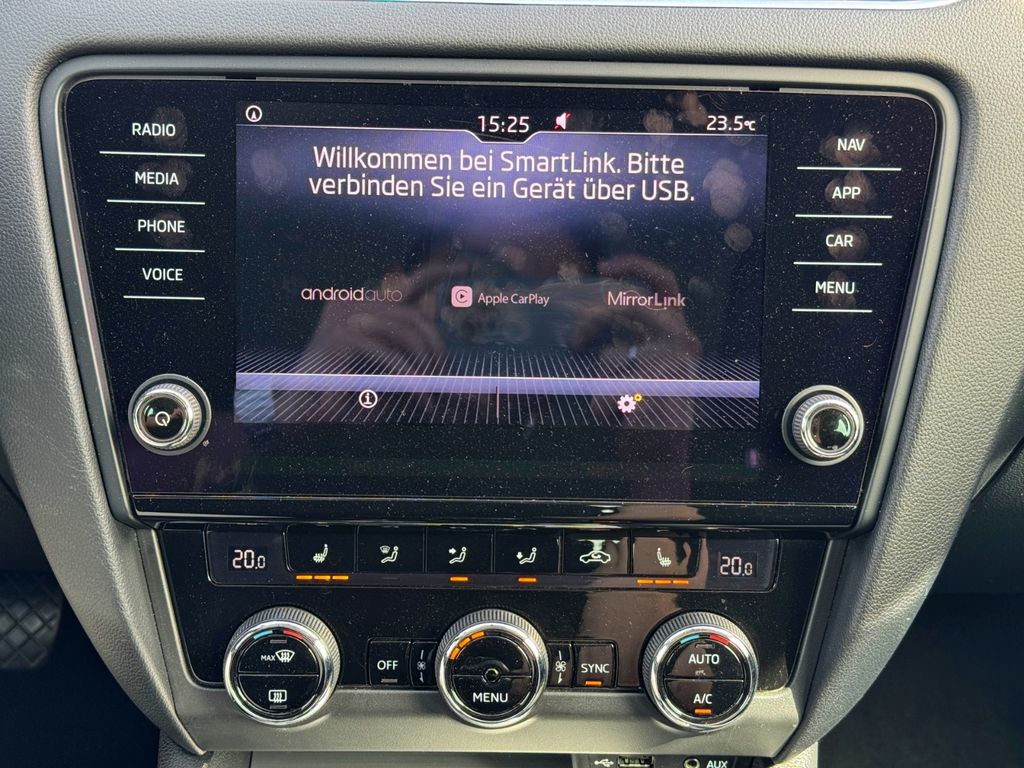 RADIO
MEDIA
PHONE
VOICE
15:25
23.5°C
Willkommen bei SmartLink. Bitte
verbinden Sie ein Gerät über USB.
androidauto
Apple CarPlay
MirrorLink
NAV
APP
CAR
MENU
20.0
20.0
MAX
OFF
MENU
SYNC
AUTO
A/C
AUX